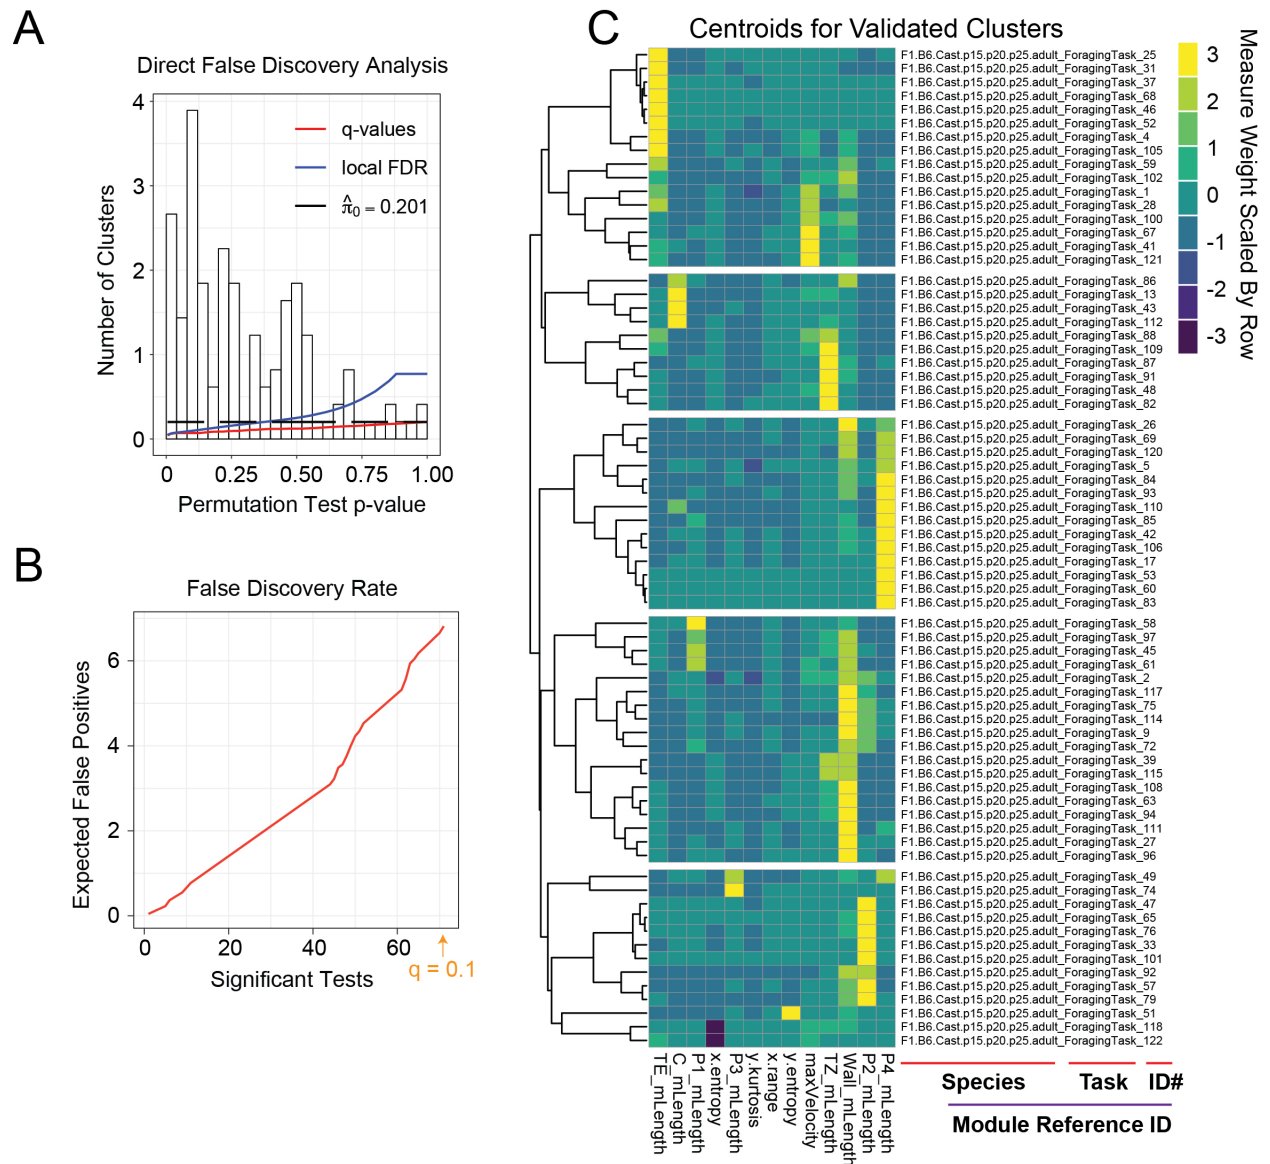 A
Direct False Discovery Analysis
4
3
2
1
0
Number of Clusters
q-values
local FDR
π̂0 = 0.201
0 0.25 0.50 0.75 1.00
Permutation Test p-value
B
False Discovery Rate
6
4
2
0
Expected False Positives
0 20 40 60
q = 0.1
Significant Tests
C
Centroids for Validated Clusters
F1.B6.Cast.p15.p20.p25.adult_ForagingTask_25
F1.B6.Cast.p15.p20.p25.adult_ForagingTask_31
F1.B6.Cast.p15.p20.p25.adult_ForagingTask_37
F1.B6.Cast.p15.p20.p25.adult_ForagingTask_68
F1.B6.Cast.p15.p20.p25.adult_ForagingTask_46
F1.B6.Cast.p15.p20.p25.adult_ForagingTask_52
F1.B6.Cast.p15.p20.p25.adult_ForagingTask_4
F1.B6.Cast.p15.p20.p25.adult_ForagingTask_105
F1.B6.Cast.p15.p20.p25.adult_ForagingTask_59
F1.B6.Cast.p15.p20.p25.adult_ForagingTask_102
F1.B6.Cast.p15.p20.p25.adult_ForagingTask_1
F1.B6.Cast.p15.p20.p25.adult_ForagingTask_28
F1.B6.Cast.p15.p20.p25.adult_ForagingTask_100
F1.B6.Cast.p15.p20.p25.adult_ForagingTask_67
F1.B6.Cast.p15.p20.p25.adult_ForagingTask_41
F1.B6.Cast.p15.p20.p25.adult_ForagingTask_121
F1.B6.Cast.p15.p20.p25.adult_ForagingTask_86
F1.B6.Cast.p15.p20.p25.adult_ForagingTask_13
F1.B6.Cast.p15.p20.p25.adult_ForagingTask_43
F1.B6.Cast.p15.p20.p25.adult_ForagingTask_112
F1.B6.Cast.p15.p20.p25.adult_ForagingTask_88
F1.B6.Cast.p15.p20.p25.adult_ForagingTask_109
F1.B6.Cast.p15.p20.p25.adult_ForagingTask_87
F1.B6.Cast.p15.p20.p25.adult_ForagingTask_91
F1.B6.Cast.p15.p20.p25.adult_ForagingTask_48
F1.B6.Cast.p15.p20.p25.adult_ForagingTask_82
F1.B6.Cast.p15.p20.p25.adult_ForagingTask_26
F1.B6.Cast.p15.p20.p25.adult_ForagingTask_69
F1.B6.Cast.p15.p20.p25.adult_ForagingTask_120
F1.B6.Cast.p15.p20.p25.adult_ForagingTask_5
F1.B6.Cast.p15.p20.p25.adult_ForagingTask_84
F1.B6.Cast.p15.p20.p25.adult_ForagingTask_93
F1.B6.Cast.p15.p20.p25.adult_ForagingTask_110
F1.B6.Cast.p15.p20.p25.adult_ForagingTask_85
F1.B6.Cast.p15.p20.p25.adult_ForagingTask_42
F1.B6.Cast.p15.p20.p25.adult_ForagingTask_106
F1.B6.Cast.p15.p20.p25.adult_ForagingTask_17
F1.B6.Cast.p15.p20.p25.adult_ForagingTask_53
F1.B6.Cast.p15.p20.p25.adult_ForagingTask_60
F1.B6.Cast.p15.p20.p25.adult_ForagingTask_83
F1.B6.Cast.p15.p20.p25.adult_ForagingTask_58
F1.B6.Cast.p15.p20.p25.adult_ForagingTask_97
F1.B6.Cast.p15.p20.p25.adult_ForagingTask_45
F1.B6.Cast.p15.p20.p25.adult_ForagingTask_61
F1.B6.Cast.p15.p20.p25.adult_ForagingTask_2
F1.B6.Cast.p15.p20.p25.adult_ForagingTask_117
F1.B6.Cast.p15.p20.p25.adult_ForagingTask_75
F1.B6.Cast.p15.p20.p25.adult_ForagingTask_114
F1.B6.Cast.p15.p20.p25.adult_ForagingTask_9
F1.B6.Cast.p15.p20.p25.adult_ForagingTask_72
F1.B6.Cast.p15.p20.p25.adult_ForagingTask_39
F1.B6.Cast.p15.p20.p25.adult_ForagingTask_115
F1.B6.Cast.p15.p20.p25.adult_ForagingTask_108
F1.B6.Cast.p15.p20.p25.adult_ForagingTask_63
F1.B6.Cast.p15.p20.p25.adult_ForagingTask_94
F1.B6.Cast.p15.p20.p25.adult_ForagingTask_111
F1.B6.Cast.p15.p20.p25.adult_ForagingTask_27
F1.B6.Cast.p15.p20.p25.adult_ForagingTask_96
F1.B6.Cast.p15.p20.p25.adult_ForagingTask_49
F1.B6.Cast.p15.p20.p25.adult_ForagingTask_74
F1.B6.Cast.p15.p20.p25.adult_ForagingTask_47
F1.B6.Cast.p15.p20.p25.adult_ForagingTask_65
F1.B6.Cast.p15.p20.p25.adult_ForagingTask_76
F1.B6.Cast.p15.p20.p25.adult_ForagingTask_33
F1.B6.Cast.p15.p20.p25.adult_ForagingTask_101
F1.B6.Cast.p15.p20.p25.adult_ForagingTask_92
F1.B6.Cast.p15.p20.p25.adult_ForagingTask_57
F1.B6.Cast.p15.p20.p25.adult_ForagingTask_79
F1.B6.Cast.p15.p20.p25.adult_ForagingTask_51
F1.B6.Cast.p15.p20.p25.adult_ForagingTask_118
F1.B6.Cast.p15.p20.p25.adult_ForagingTask_122
TE_mLength
C_mLength
P1_mLength
x.entropy
P3_mLength
y.kurtosis
x.range
y.entropy
maxVelocity
TZ_mLength
Wall_mLength
P2_mLength
P4_mLength
Species Task ID#
Module Reference ID
3
2
1
0
-1
-2
-3
Measure Weight Scaled By Row